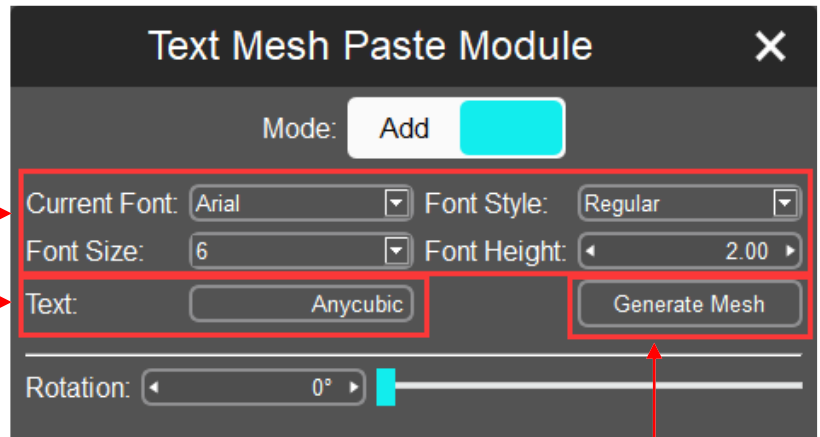 Text Mesh Paste Module
Mode: Add
Current Font: Arial Font Style: Regular
Font Size: 6 Font Height: 2.00
Text: Anycubic Generate Mesh
Rotation: 0°